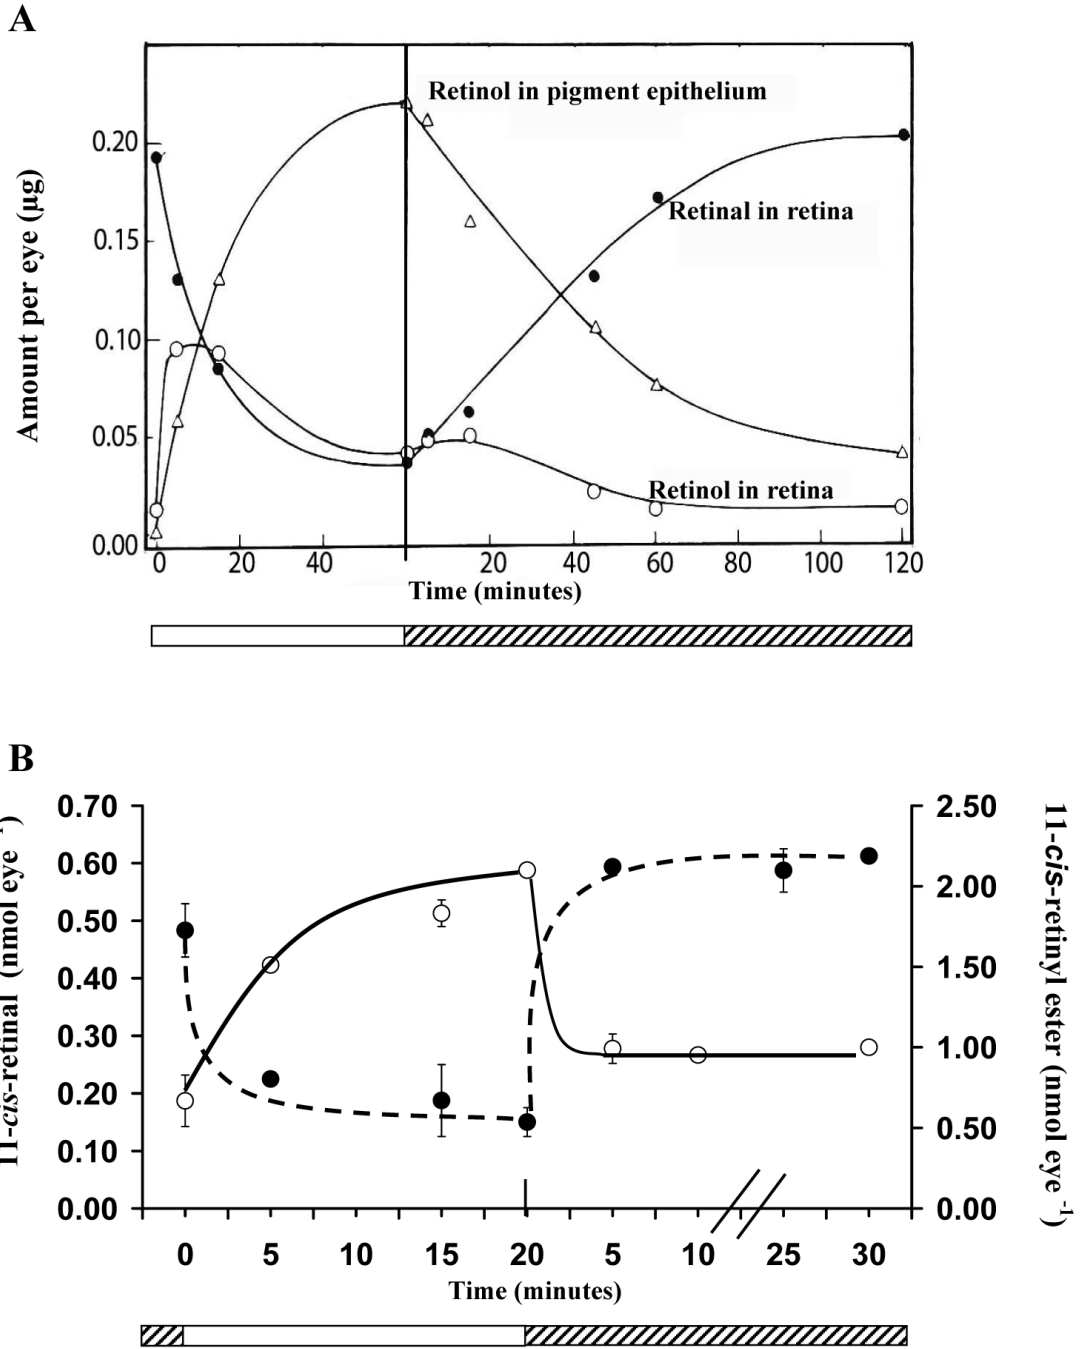 A
Retinol in pigment epithelium
Retinal in retina
Retinol in retina
Amount per eye (μg)
0.20
0.15
0.10
0.05
0.00
0 20 40 20 40 60 80 100 120
Time (minutes)
B
0.70
0.60
0.50
0.40
0.30
0.20
0.10
0.00
11-cis-retinal (nmol eye
2.50
2.00
1.50
1.00
0.50
0.00
11-cis-retinyl ester (nmol eye -1)
0 5 10 15 20 5 10 25 30
Time (minutes)